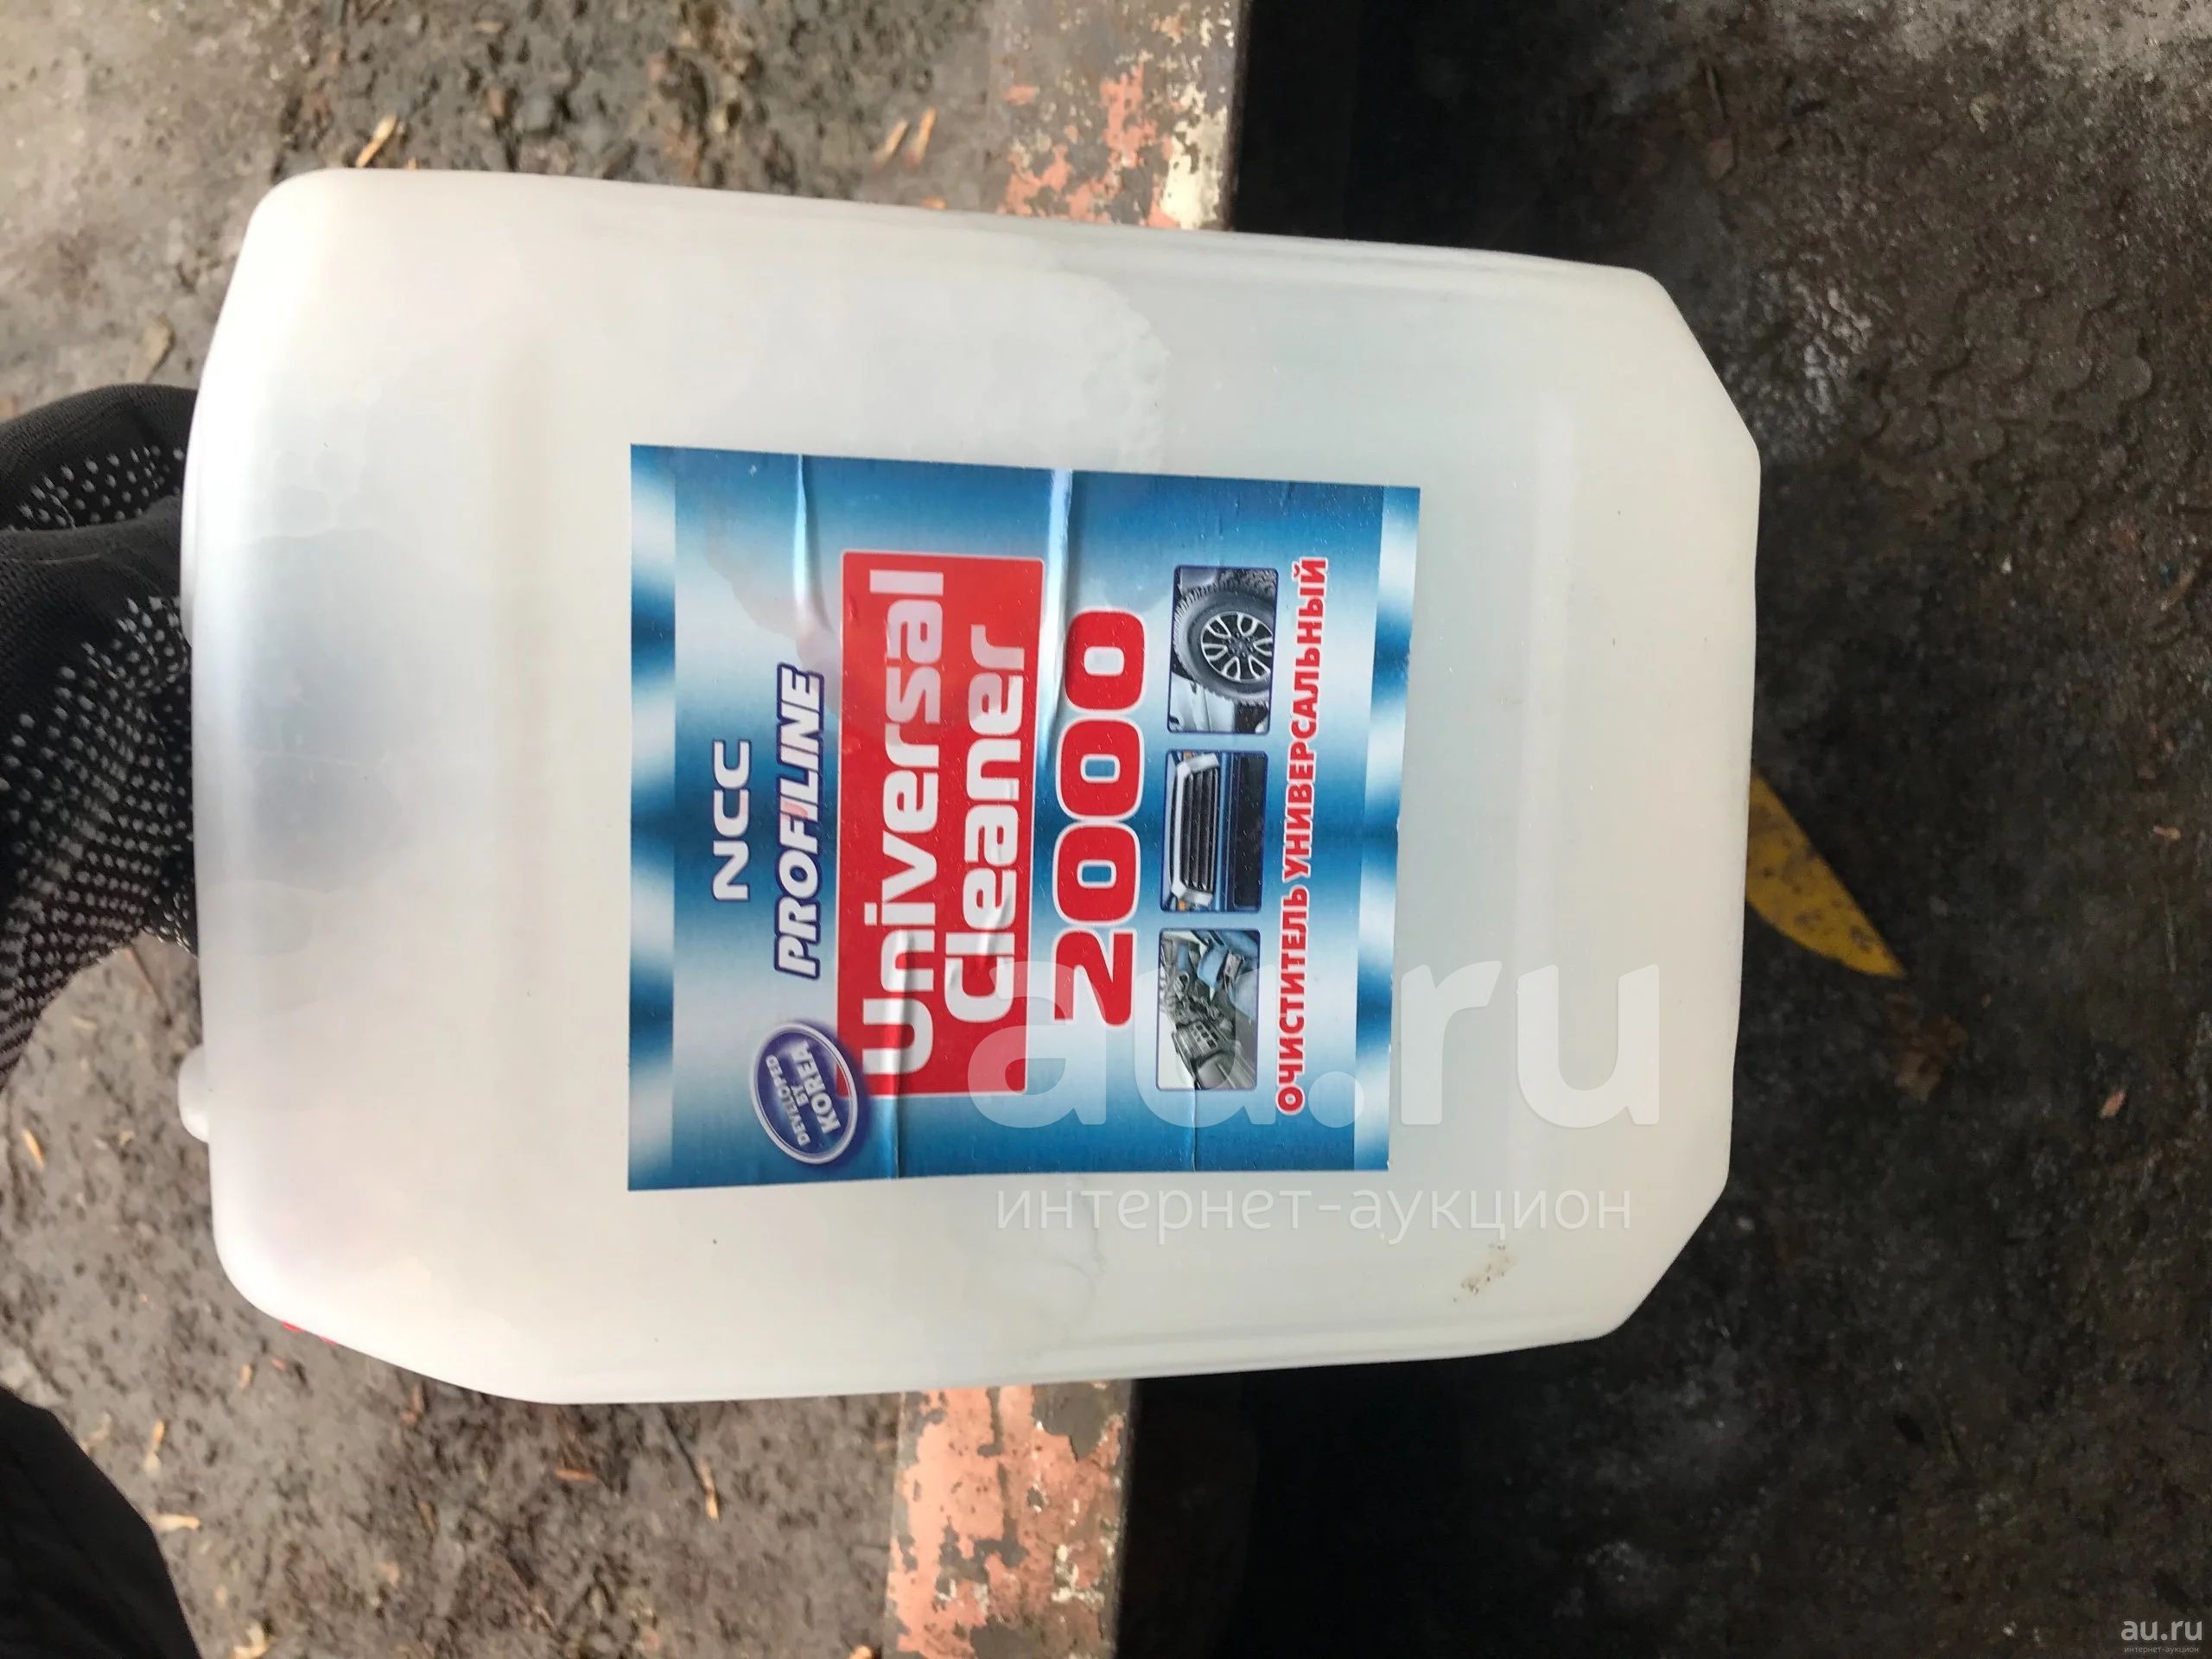 NCC
PROFILINE
DEVELOPED
BY
KOREA
Universal
Cleaner
2000
ОЧИСТИТЕЛЬ УНИВЕРСАЛЬНЫЙ
au.ru
интернет-аукцион
au.ru
интернет-аукцион